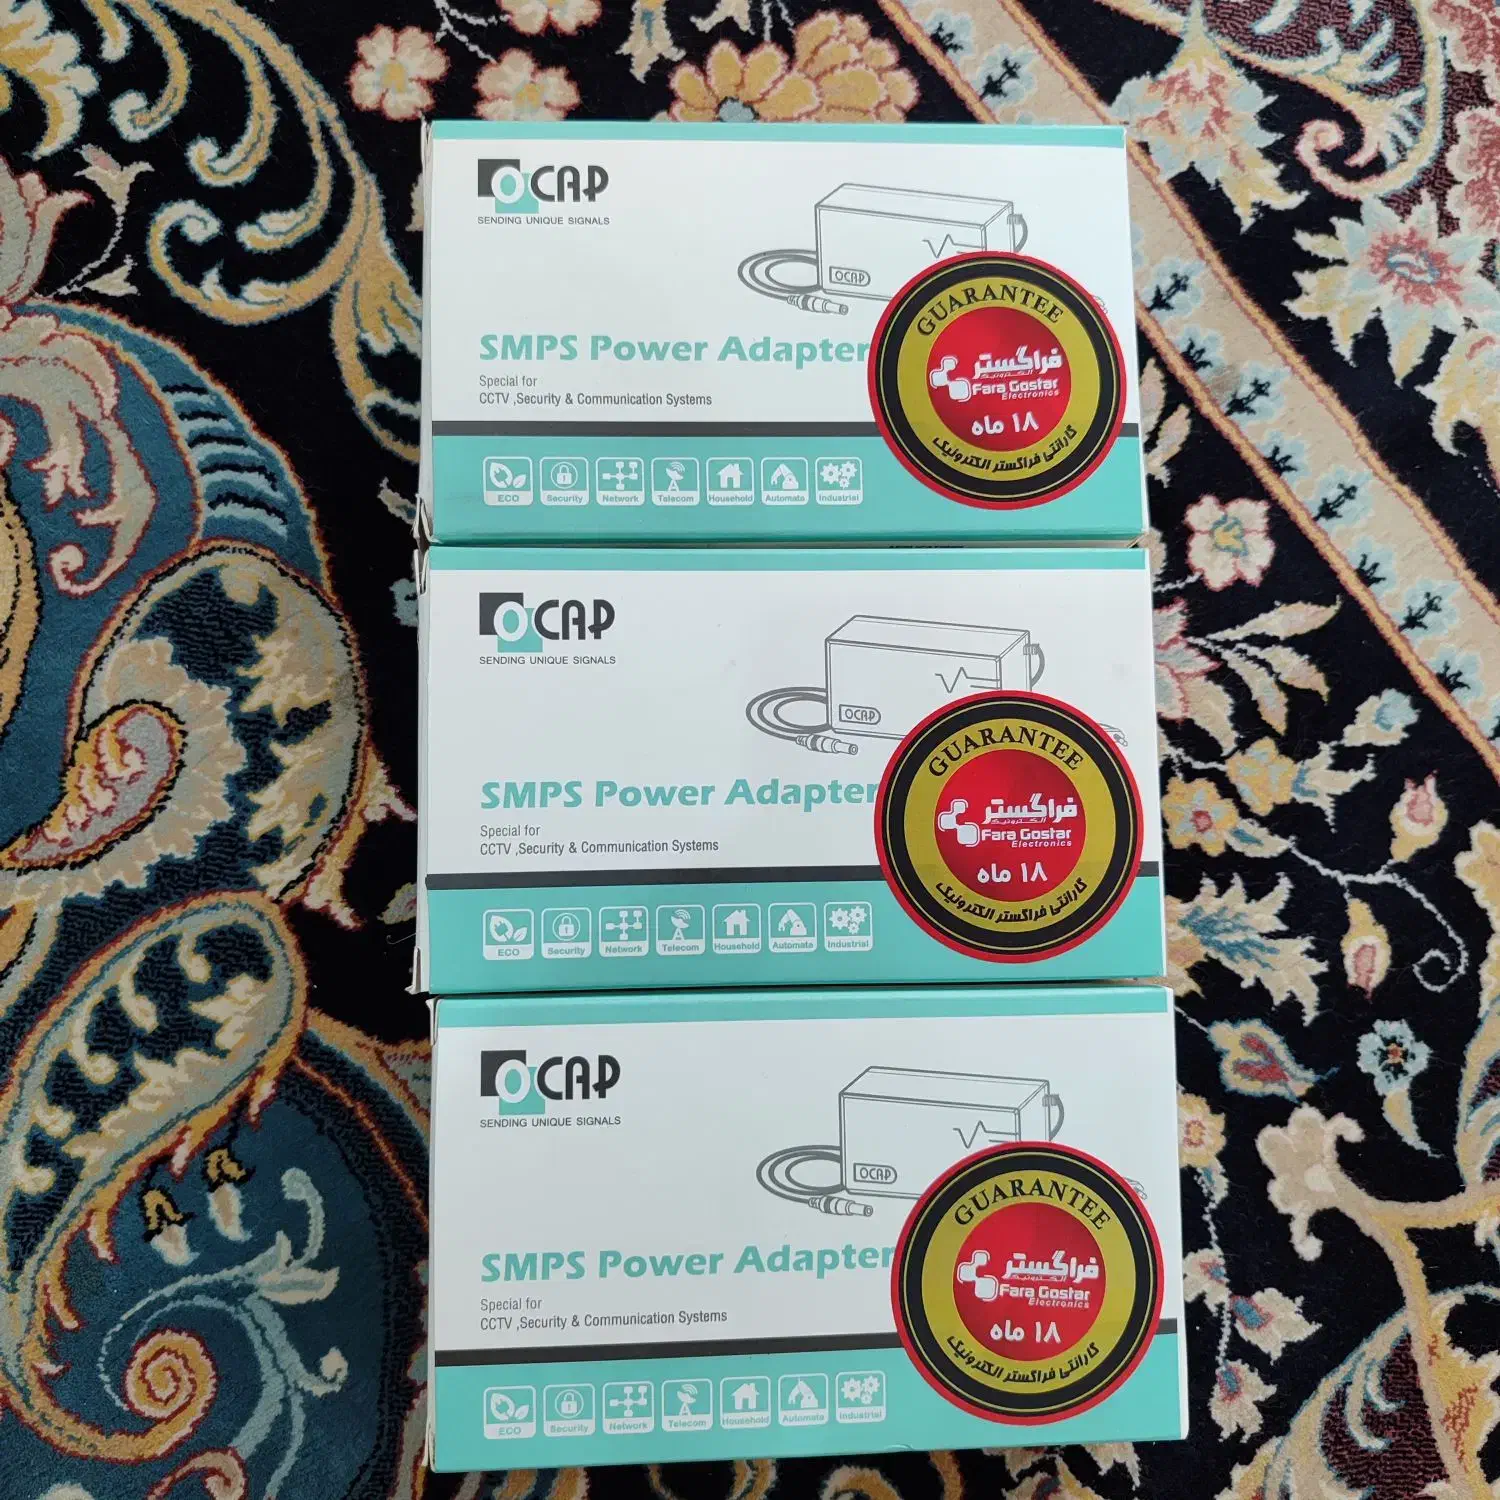 OCAP
SENDING UNIQUE SIGNALS
OCAP
SMPS Power Adapter
Special for
CCTV ,Security & Communication Systems
ECO
Security
Network
Telecom
Household
Automata
Industrial
GUARANTEE
فراگستر
الکترونیک
Fara Gostar
Electronics
۱۸ ماه
گارانتی فراگستر الکترونیک
OCAP
SENDING UNIQUE SIGNALS
OCAP
SMPS Power Adapter
Special for
CCTV ,Security & Communication Systems
ECO
Security
Network
Telecom
Household
Automata
Industrial
GUARANTEE
فراگستر
الکترونیک
Fara Gostar
Electronics
۱۸ ماه
گارانتی فراگستر الکترونیک
OCAP
SENDING UNIQUE SIGNALS
OCAP
SMPS Power Adapter
Special for
CCTV ,Security & Communication Systems
ECO
Security
Network
Telecom
Household
Automata
Industrial
GUARANTEE
فراگستر
الکترونیک
Fara Gostar
Electronics
۱۸ ماه
گارانتی فراگستر الکترونیک